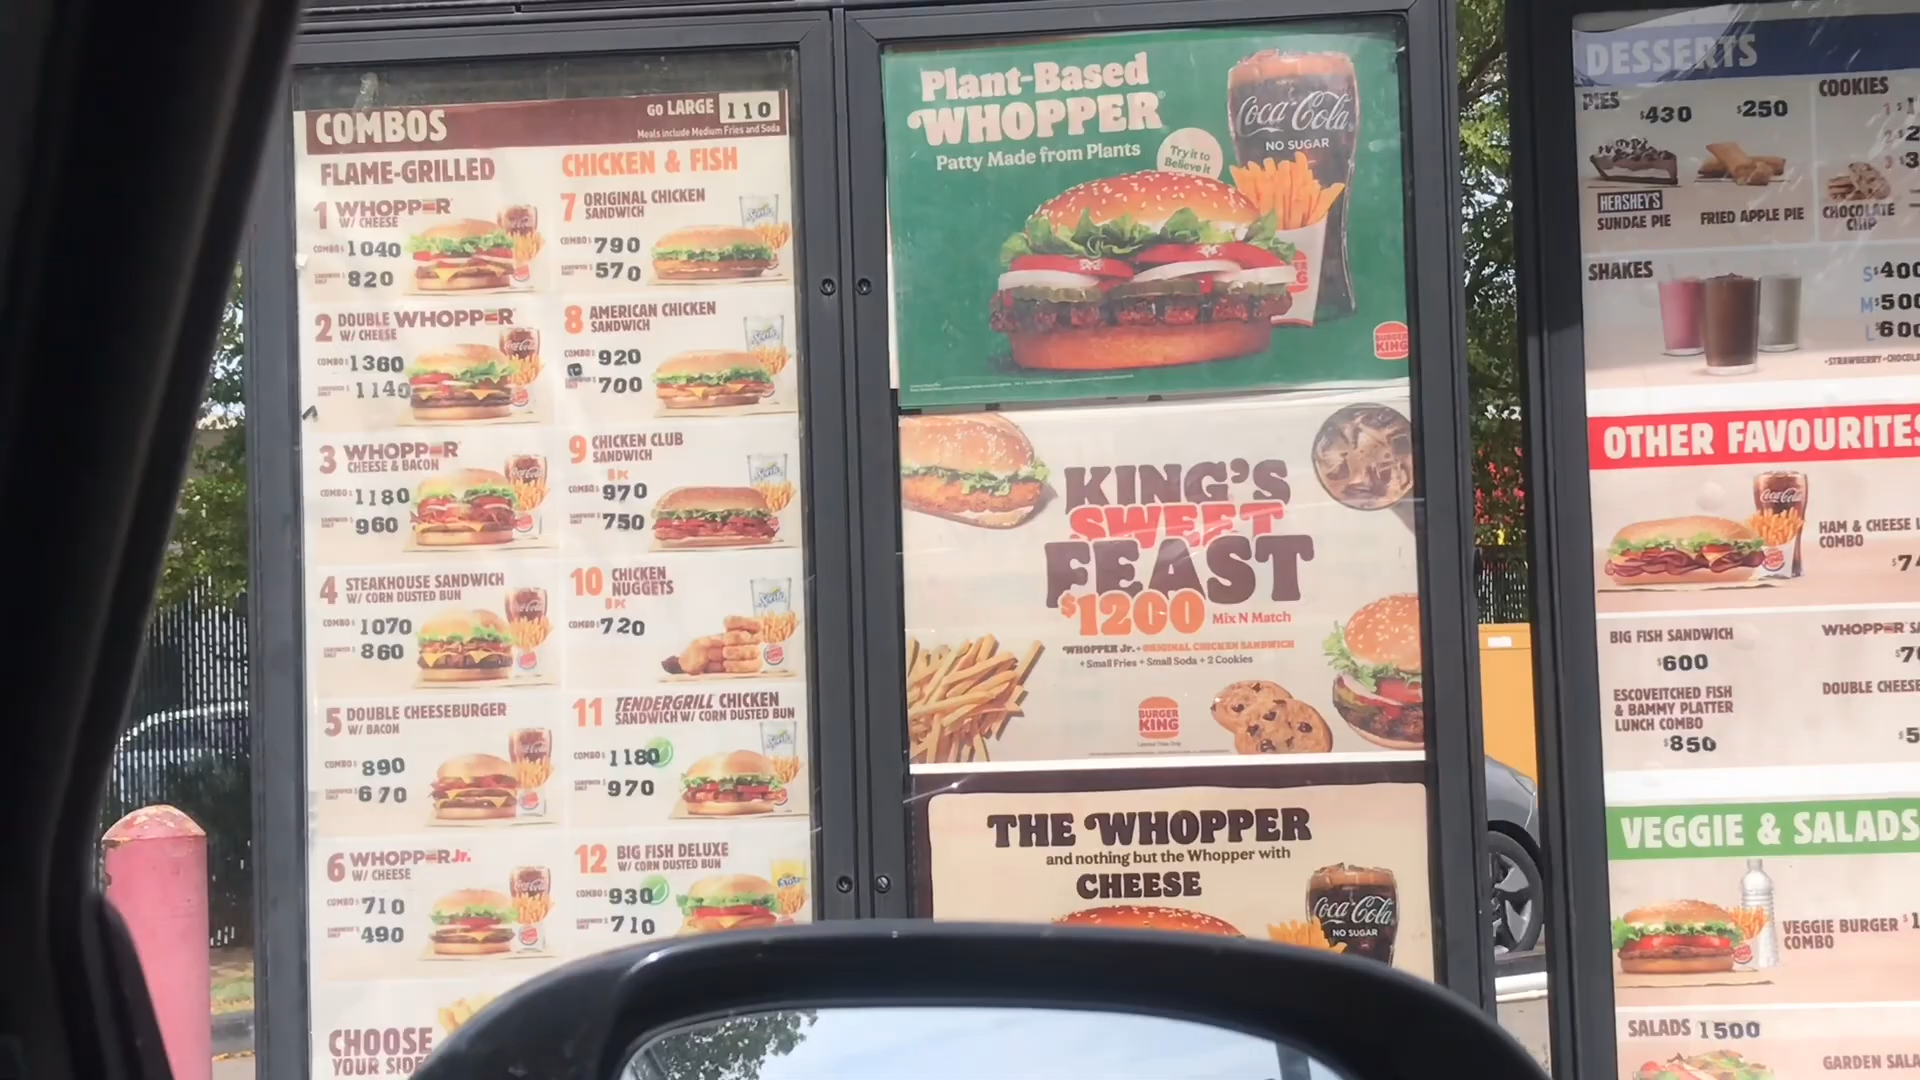 COMBOS
GO LARGE 110
Meals include Medium Fries and Soda
FLAME-GRILLED
1 WHOPPER
W/ CHEESE
COMBO $ 1040
820
2 DOUBLE WHOPPER
W/ CHEESE
COMBO $ 1360
1140
3 WHOPPER
CHEESE & BACON
COMBO $ 1180
960
4 STEAKHOUSE SANDWICH
W/ CORN DUSTED BUN
COMBO $ 1070
860
5 DOUBLE CHEESEBURGER
W/ BACON
COMBO $ 890
670
6 WHOPPER Jr.
W/ CHEESE
COMBO $ 710
490
CHOOSE
YOUR SIDE
CHICKEN & FISH
7 ORIGINAL CHICKEN
SANDWICH
COMBO $ 790
570
8 AMERICAN CHICKEN
SANDWICH
COMBO $ 920
700
9 CHICKEN CLUB
SANDWICH
COMBO $ 970
750
10 CHICKEN
NUGGETS
8 PC
COMBO $ 720
11 TENDERGRILL CHICKEN
SANDWICH W/ CORN DUSTED BUN
COMBO $ 1180
970
12 BIG FISH DELUXE
W/ CORN DUSTED BUN
COMBO $ 930
710
Plant-Based
WHOPPER
Patty Made from Plants
Try it to
Believe it
Coca-Cola
NO SUGAR
BURGER
KING
KING'S
SWEET
FEAST
$1200 Mix N Match
*WHOPPER Jr. • ORIGINAL CHICKEN SANDWICH
+ Small Fries + Small Soda + 2 Cookies
BURGER
KING
THE WHOPPER
and nothing but the Whopper with
CHEESE
Coca-Cola
NO SUGAR
DESSERTS
PIES
$430
$250
HERSHEY'S
SUNDAE PIE
FRIED APPLE PIE
COOKIES
CHOCOLATE
CHIP
SHAKES
S $400
M $500
L $600
OTHER FAVOURITES
Coca-Cola
HAM & CHEESE
COMBO
BIG FISH SANDWICH
$600
ESCOVEITCHED FISH
& BAMMY PLATTER
LUNCH COMBO
$850
WHOPPER
DOUBLE CHEESE
VEGGIE & SALADS
VEGGIE BURGER
COMBO
SALADS 1500
GARDEN